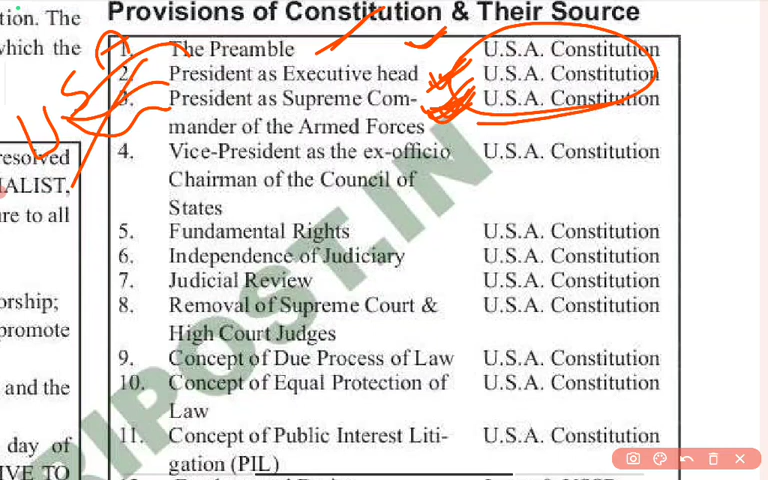 tion. The
which the
resolved
IALIST,
ure to all
orship;
promote
and the
day of
IVE TO
Provisions of Constitution & Their Source
1. The Preamble U.S.A. Constitution
2. President as Executive head U.S.A. Constitution
3. President as Supreme Com- U.S.A. Constitution
mander of the Armed Forces
4. Vice-President as the ex-officio U.S.A. Constitution
Chairman of the Council of
States
5. Fundamental Rights U.S.A. Constitution
6. Independence of Judiciary U.S.A. Constitution
7. Judicial Review U.S.A. Constitution
8. Removal of Supreme Court & U.S.A. Constitution
High Court Judges
9. Concept of Due Process of Law U.S.A. Constitution
10. Concept of Equal Protection of U.S.A. Constitution
Law
11. Concept of Public Interest Liti- U.S.A. Constitution
gation (PIL)
USA
RIPOST.IN